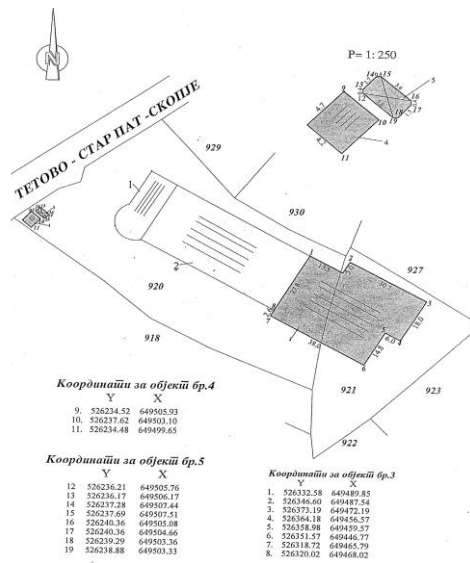 N
P= 1: 250
ТЕТОВО - СТАР ПАТ -СКОПЈЕ
929
930
927
920
918
921
923
922
Координати за објект бр.4
Y X
9. 526234.52 649505.93
10. 526237.62 649503.10
11. 526234.48 649499.65
Координати за објект бр.5
Y X
12 526236.21 649505.76
13 526236.17 649506.17
14 526237.28 649507.44
15 526237.69 649507.51
16 526240.36 649505.08
17 526240.36 649504.66
18 526239.29 649503.36
19 526238.88 649503.33
Координати за објект бр.3
Y X
1. 526332.58 649489.85
2. 526346.60 649487.54
3. 526373.19 649472.19
4. 526364.18 649456.57
5. 526358.98 649459.57
6. 526351.57 649446.77
7. 526318.72 649465.79
8. 526320.02 649468.02